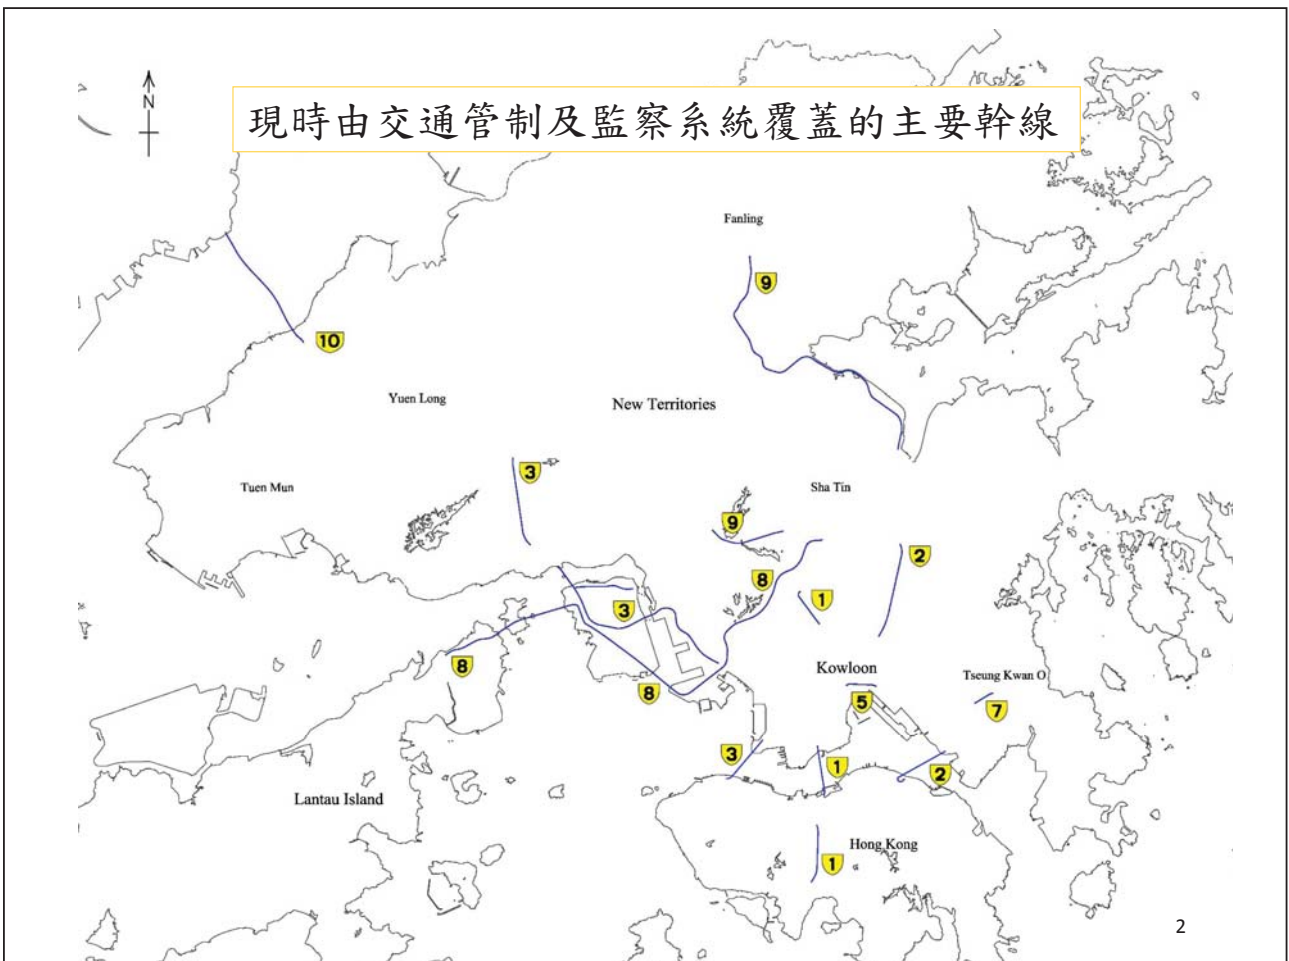 現時由交通管制及監察系統覆蓋的主要幹線
N
Fanling
9
10
Yuen Long
New Territories
3
Tuen Mun
Sha Tin
9
2
8
1
3
8
Kowloon
Tseung Kwan O
8
5
7
3
1
2
Lantau Island
Hong Kong
1
2